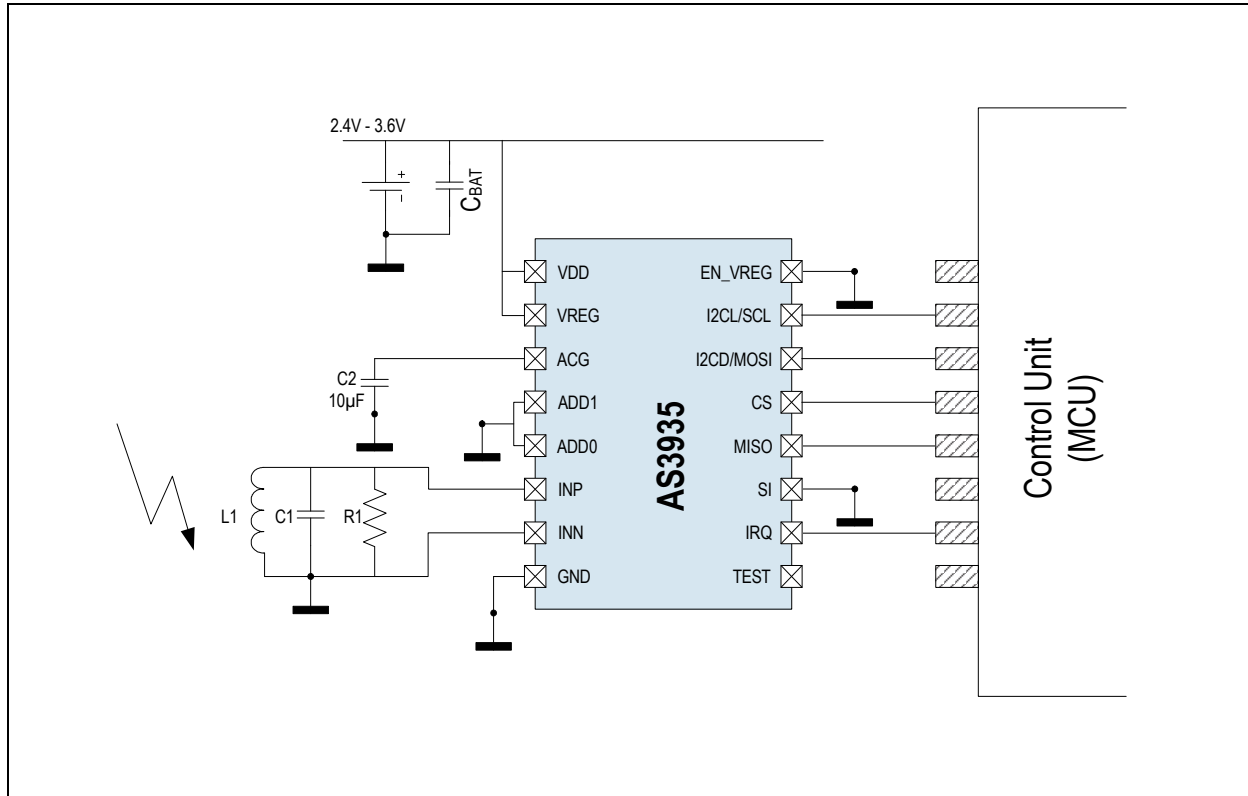 2.4V - 3.6V
+
-
CBAT
VDD
VREG
ACG
ADD1
ADD0
INP
INN
GND
C2
10µF
L1
C1
R1
AS3935
EN_VREG
I2CL/SCL
I2CD/MOSI
CS
MISO
SI
IRQ
TEST
Control Unit
(MCU)